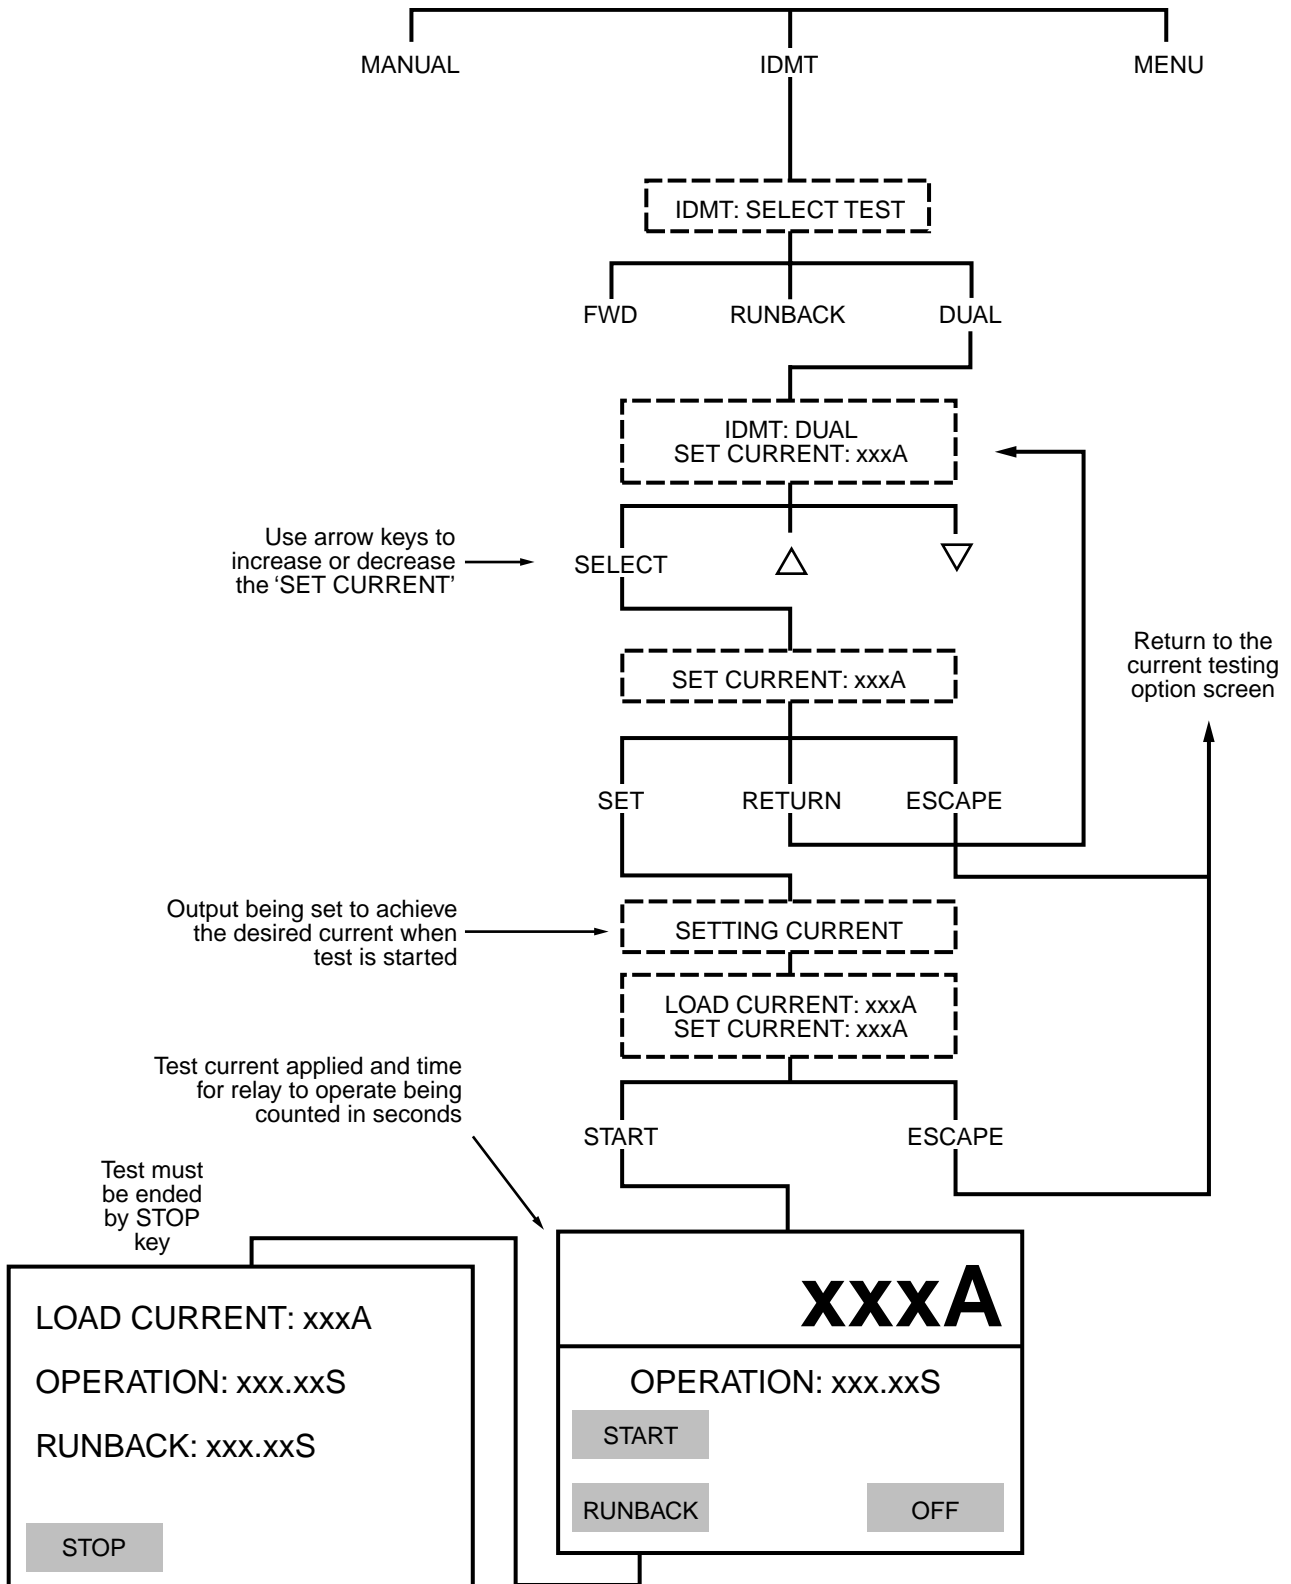 MANUAL
IDMT
MENU
IDMT: SELECT TEST
FWD
RUNBACK
DUAL
IDMT: DUAL
SET CURRENT: xxxA
Use arrow keys to
increase or decrease
the ‘SET CURRENT’
SELECT
SET CURRENT: xxxA
Return to the
current testing
option screen
SET
RETURN
ESCAPE
Output being set to achieve
the desired current when
test is started
SETTING CURRENT
LOAD CURRENT: xxxA
SET CURRENT: xxxA
Test current applied and time
for relay to operate being
counted in seconds
START
ESCAPE
Test must
be ended
by STOP
key
LOAD CURRENT: xxxA
OPERATION: xxx.xxS
RUNBACK: xxx.xxS
STOP
xxxA
OPERATION: xxx.xxS
START
RUNBACK
OFF